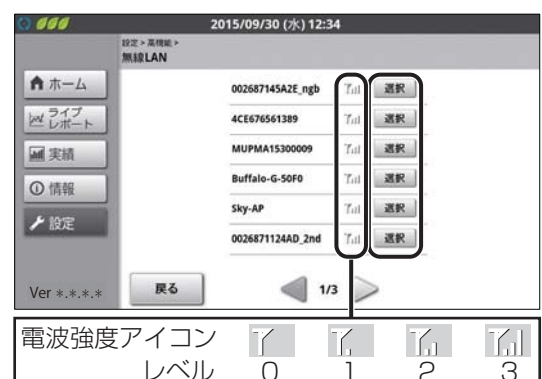 2015/09/30 (水) 12:34
設定 > 高機能 >
無線LAN
ホーム
ライブ
レポート
実績
情報
設定
Ver *.*.*.*
002687145A2E_ngb 選択
4CE676561389 選択
MUPMA15300009 選択
Buffalo-G-50F0 選択
Sky-AP 選択
0026871124AD_2nd 選択
戻る
1/3
電波強度アイコン
レベル 0 1 2 3